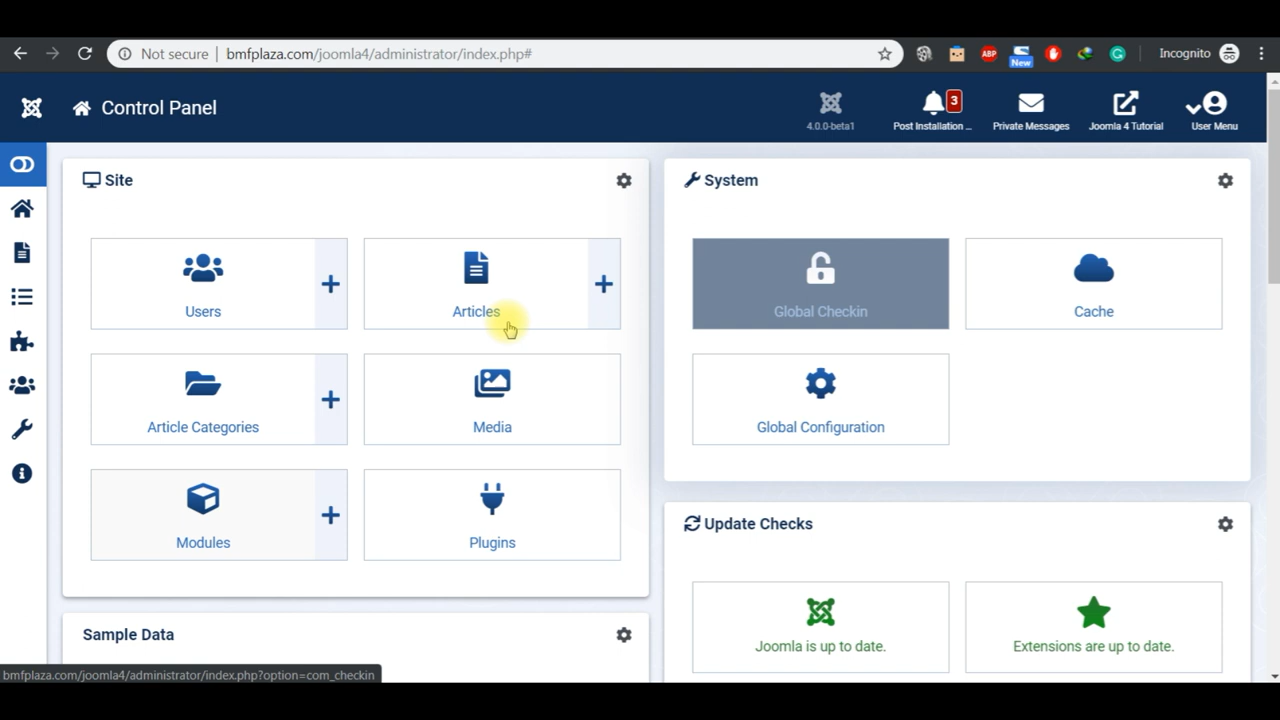 Not secure | bmfplaza.com/joomla4/administrator/index.php#
ABP
New
Incognito
Control Panel
4.0.0-beta1
3
Post Installation ...
Private Messages
Joomla 4 Tutorial
User Menu
Site
System
Users
Articles
Global Checkin
Cache
Article Categories
Media
Global Configuration
Modules
Plugins
Update Checks
Sample Data
Joomla is up to date.
Extensions are up to date.
bmfplaza.com/joomla4/administrator/index.php?option=com_checkin